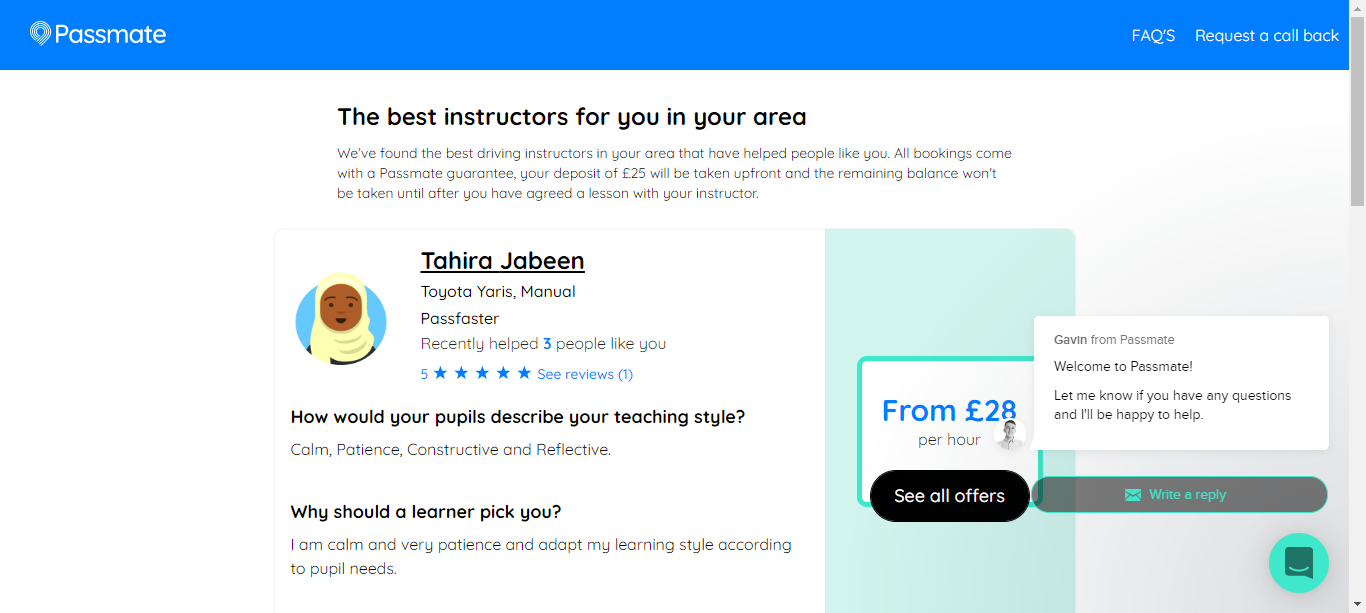 Passmate
FAQ'S
Request a call back
The best instructors for you in your area
We've found the best driving instructors in your area that have helped people like you. All bookings come
with a Passmate guarantee, your deposit of £25 will be taken upfront and the remaining balance won't
be taken until after you have agreed a lesson with your instructor.
Tahira Jabeen
Toyota Yaris, Manual
Passfaster
Recently helped 3 people like you
5 ★ ★ ★ ★ ★ See reviews (1)
How would your pupils describe your teaching style?
Calm, Patience, Constructive and Reflective.
Why should a learner pick you?
I am calm and very patience and adapt my learning style according
to pupil needs.
From £28
per hour
See all offers
Gavin from Passmate
Welcome to Passmate!
Let me know if you have any questions
and I'll be happy to help.
Write a reply